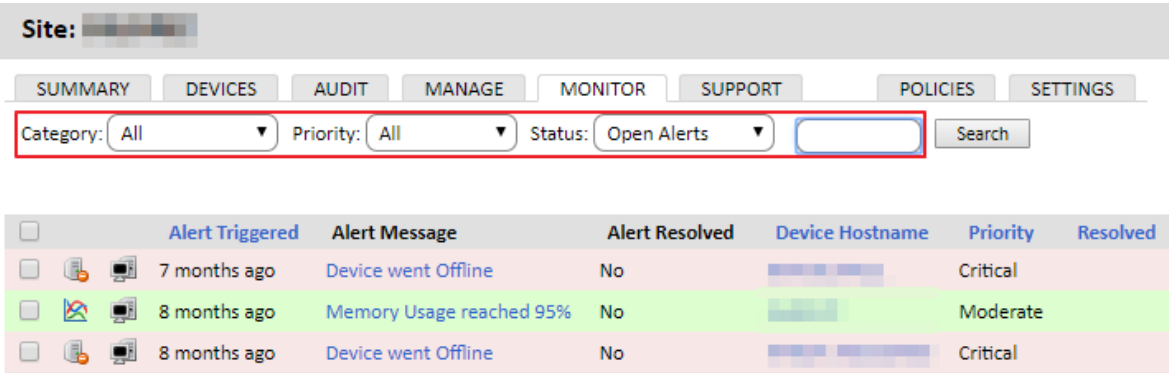 Site:
SUMMARY DEVICES AUDIT MANAGE MONITOR SUPPORT POLICIES SETTINGS
Category: All Priority: All Status: Open Alerts Search
Alert Triggered Alert Message Alert Resolved Device Hostname Priority Resolved
7 months ago Device went Offline No Critical
8 months ago Memory Usage reached 95% No Moderate
8 months ago Device went Offline No Critical